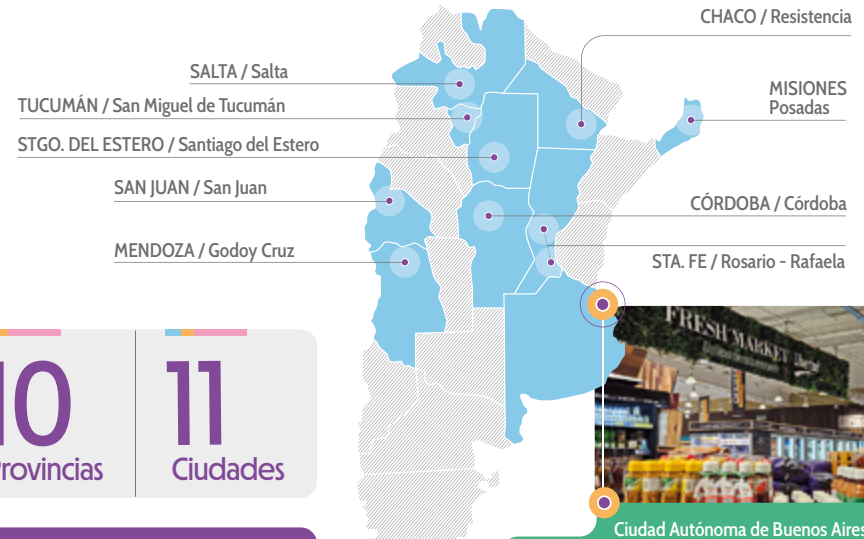 CHACO / Resistencia
SALTA / Salta
MISIONES
Posadas
TUCUMÁN / San Miguel de Tucumán
STGO. DEL ESTERO / Santiago del Estero
SAN JUAN / San Juan
CÓRDOBA / Córdoba
MENDOZA / Godoy Cruz
STA. FE / Rosario - Rafaela
FRESH MARKET
10
Provincias
11
Ciudades
Ciudad Autónoma de Buenos Aires